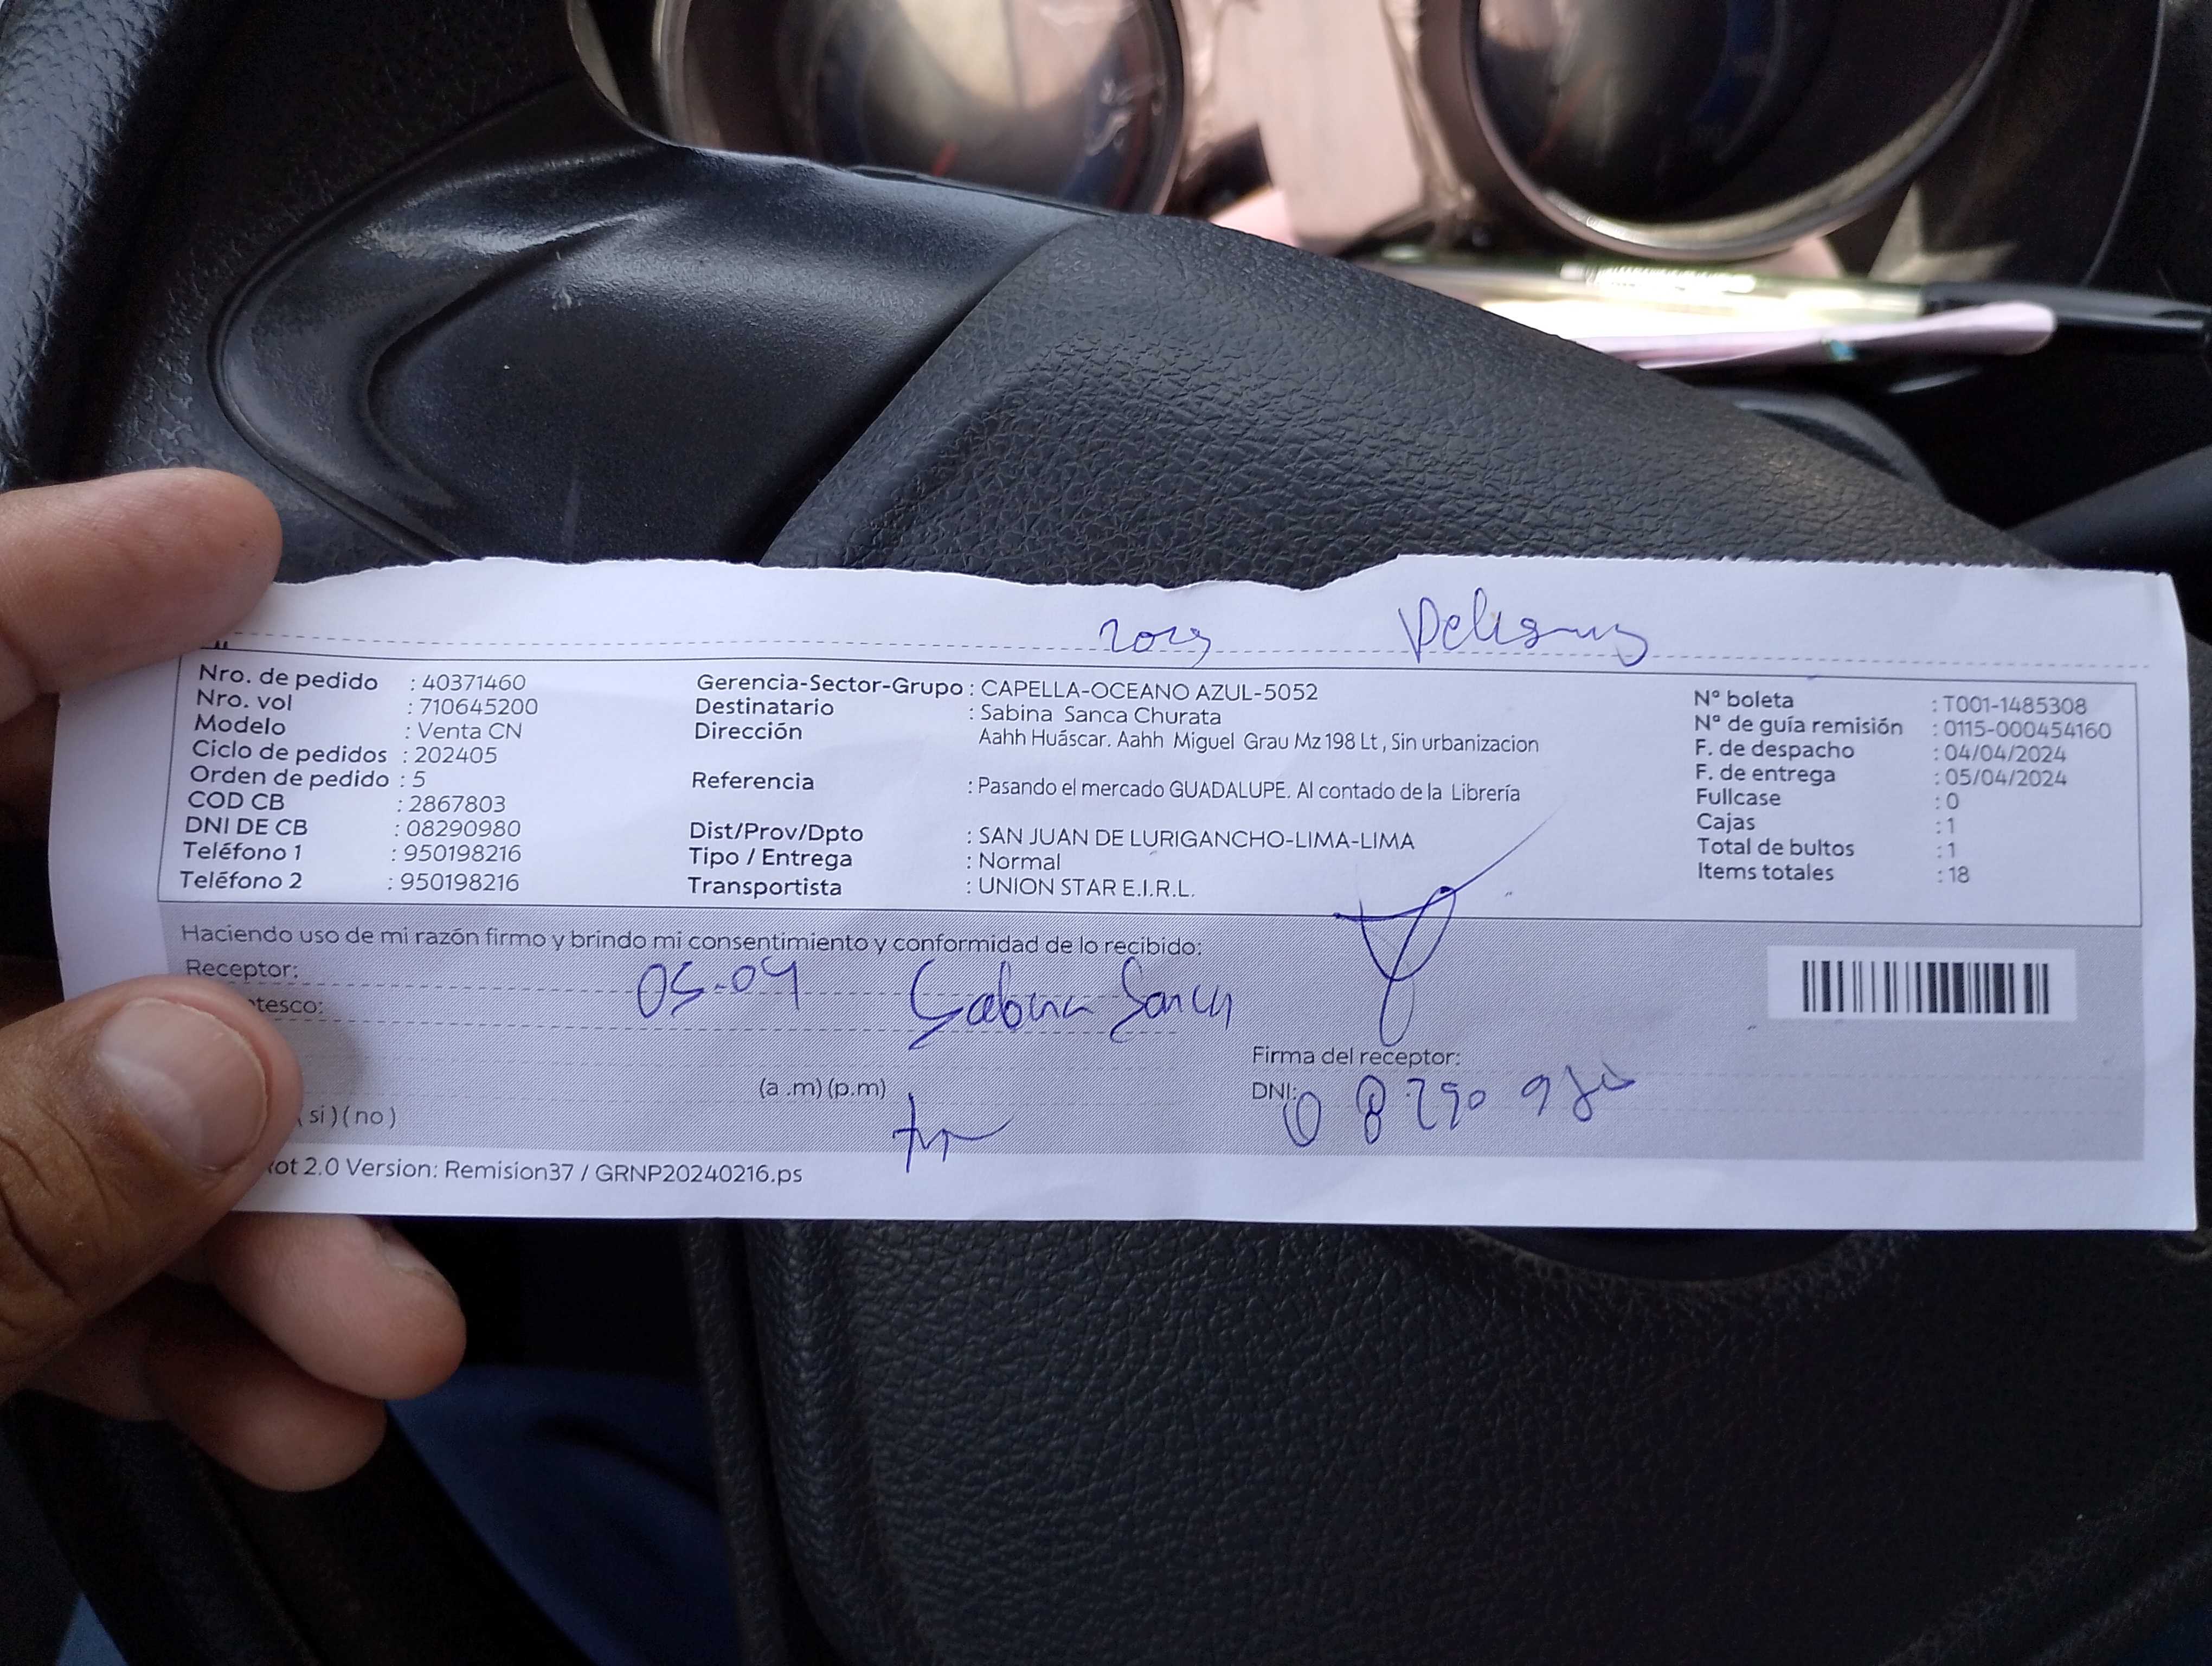 Nro. de pedido : 40371460
Nro. vol : 710645200
Modelo : Venta CN
Ciclo de pedidos : 202405
Orden de pedido : 5
COD CB : 2867803
DNI DE CB : 08290980
Teléfono 1 : 950198216
Teléfono 2 : 950198216
Gerencia-Sector-Grupo : CAPELLA-OCEANO AZUL-5052
Destinatario : Sabina Sanca Churata
Dirección Aahh Huáscar. Aahh Miguel Grau Mz 198 Lt , Sin urbanizacion
Referencia : Pasando el mercado GUADALUPE. Al contado de la Librería
Dist/Prov/Dpto : SAN JUAN DE LURIGANCHO-LIMA-LIMA
Tipo / Entrega : Normal
Transportista : UNION STAR E.I.R.L.
N° boleta : T001-1485308
N° de guía remisión : 0115-000454160
F. de despacho : 04/04/2024
F. de entrega : 05/04/2024
Fullcase : 0
Cajas : 1
Total de bultos : 1
Items totales : 18
Haciendo uso de mi razón firmo y brindo mi consentimiento y conformidad de lo recibido:
Receptor: 05-04 Sabina Sanca
tesco:
Firma del receptor:
(a .m) (p.m)
DNI: 08290980
( si ) ( no )
ot 2.0 Version: Remision37 / GRNP20240216.ps